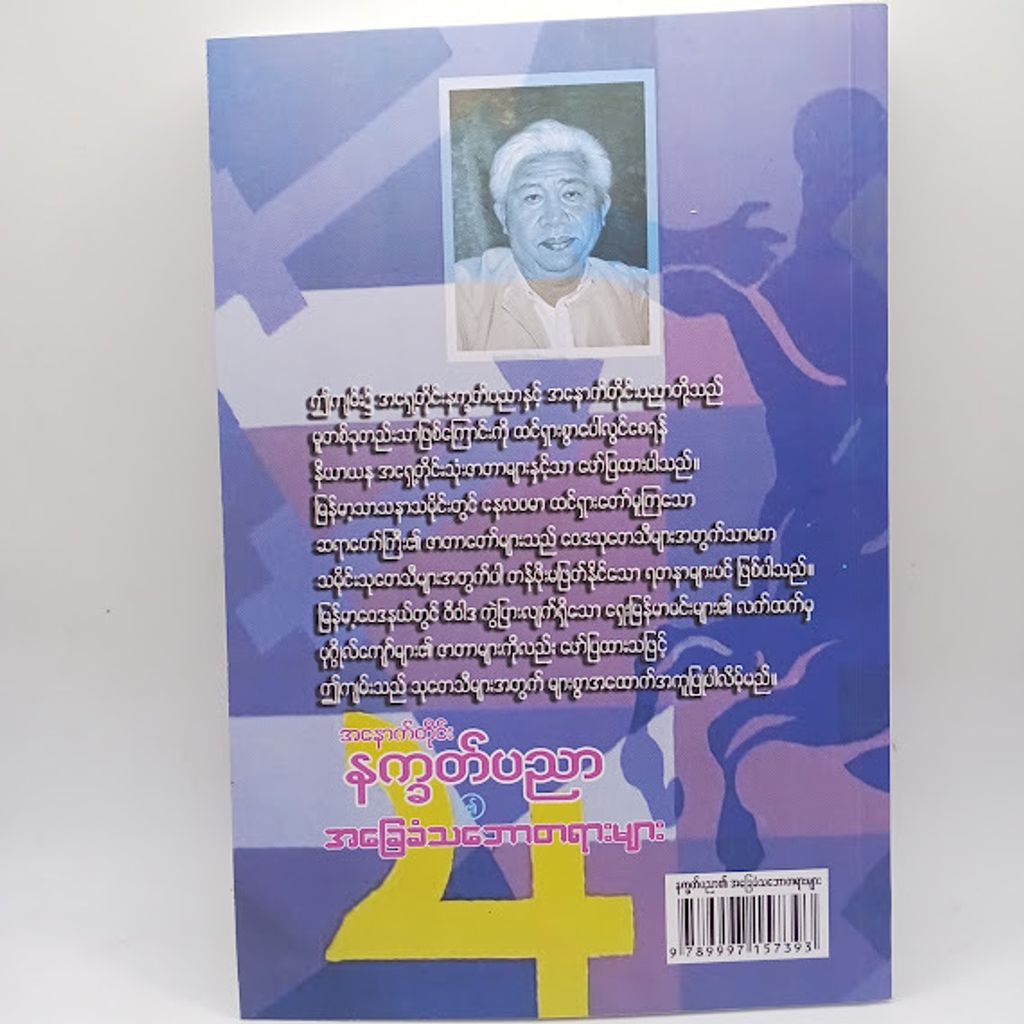 ဤကျမ်း၌ အရှေ့တိုင်းနက္ခတ်ပညာနှင့် အနောက်တိုင်းပညာတို့သည်
မူတစ်ခုတည်းသာဖြစ်ကြောင်းကို ထင်ရှားစွာပေါ်လွင်စေရန်
နိယာယန အရှေ့တိုင်းသုံးဇာတာများနှင့်သာ ဖော်ပြထားပါသည်။
မြန်မာ့သာသနာသမိုင်းတွင် နေလပမာ ထင်ရှားတော်မူကြသော
ဆရာတော်ကြီး၏ ဇာတာတော်များသည် ဗေဒသုတေသီများအတွက်သာမက
သမိုင်းသုတေသီများအတွက်ပါ တန်ဖိုးမဖြတ်နိုင်သော ရတနာများပင် ဖြစ်ပါသည်။
မြန်မာ့ဗေဒနယ်တွင် ဝိဝါဒ ကွဲပြားလျက်ရှိသော ရှေးမြန်မာမင်းများ၏ လက်ထက်မှ
ပုဂ္ဂိုလ်ကျော်များ၏ ဇာတာများကိုလည်း ဖော်ပြထားသဖြင့်
ဤကျမ်းသည် သုတေသီများအတွက် များစွာအထောက်အကူပြုပါလိမ့်မည်။
အနောက်တိုင်း
နက္ခတ်ပညာ
၏
အခြေခံသဘောတရားများ
နက္ခတ်ပညာ၏ အခြေခံသဘောတရားများ
9 789997 157393